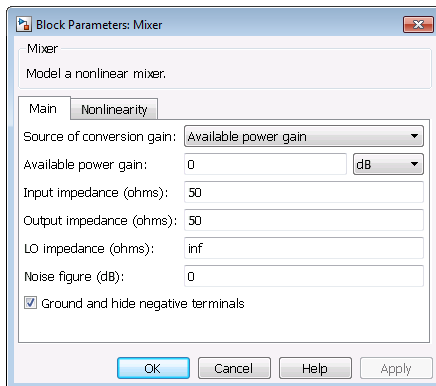 Block Parameters: Mixer
Mixer
Model a nonlinear mixer.
Main Nonlinearity
Source of conversion gain: Available power gain
Available power gain: 0 dB
Input impedance (ohms): 50
Output impedance (ohms): 50
LO impedance (ohms): inf
Noise figure (dB): 0
Ground and hide negative terminals
OK Cancel Help Apply